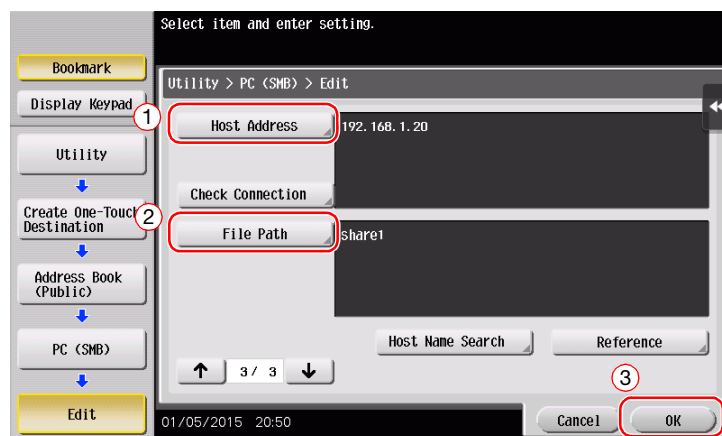 Select item and enter setting.
Bookmark
Display Keypad
Utility
Create One-Touch
Destination
Address Book
(Public)
PC (SMB)
Edit
Utility > PC (SMB) > Edit
1
Host Address
192.168.1.20
Check Connection
2
File Path
share1
Host Name Search
Reference
↑ 3/ 3 ↓
3
01/05/2015 20:50
Cancel
OK